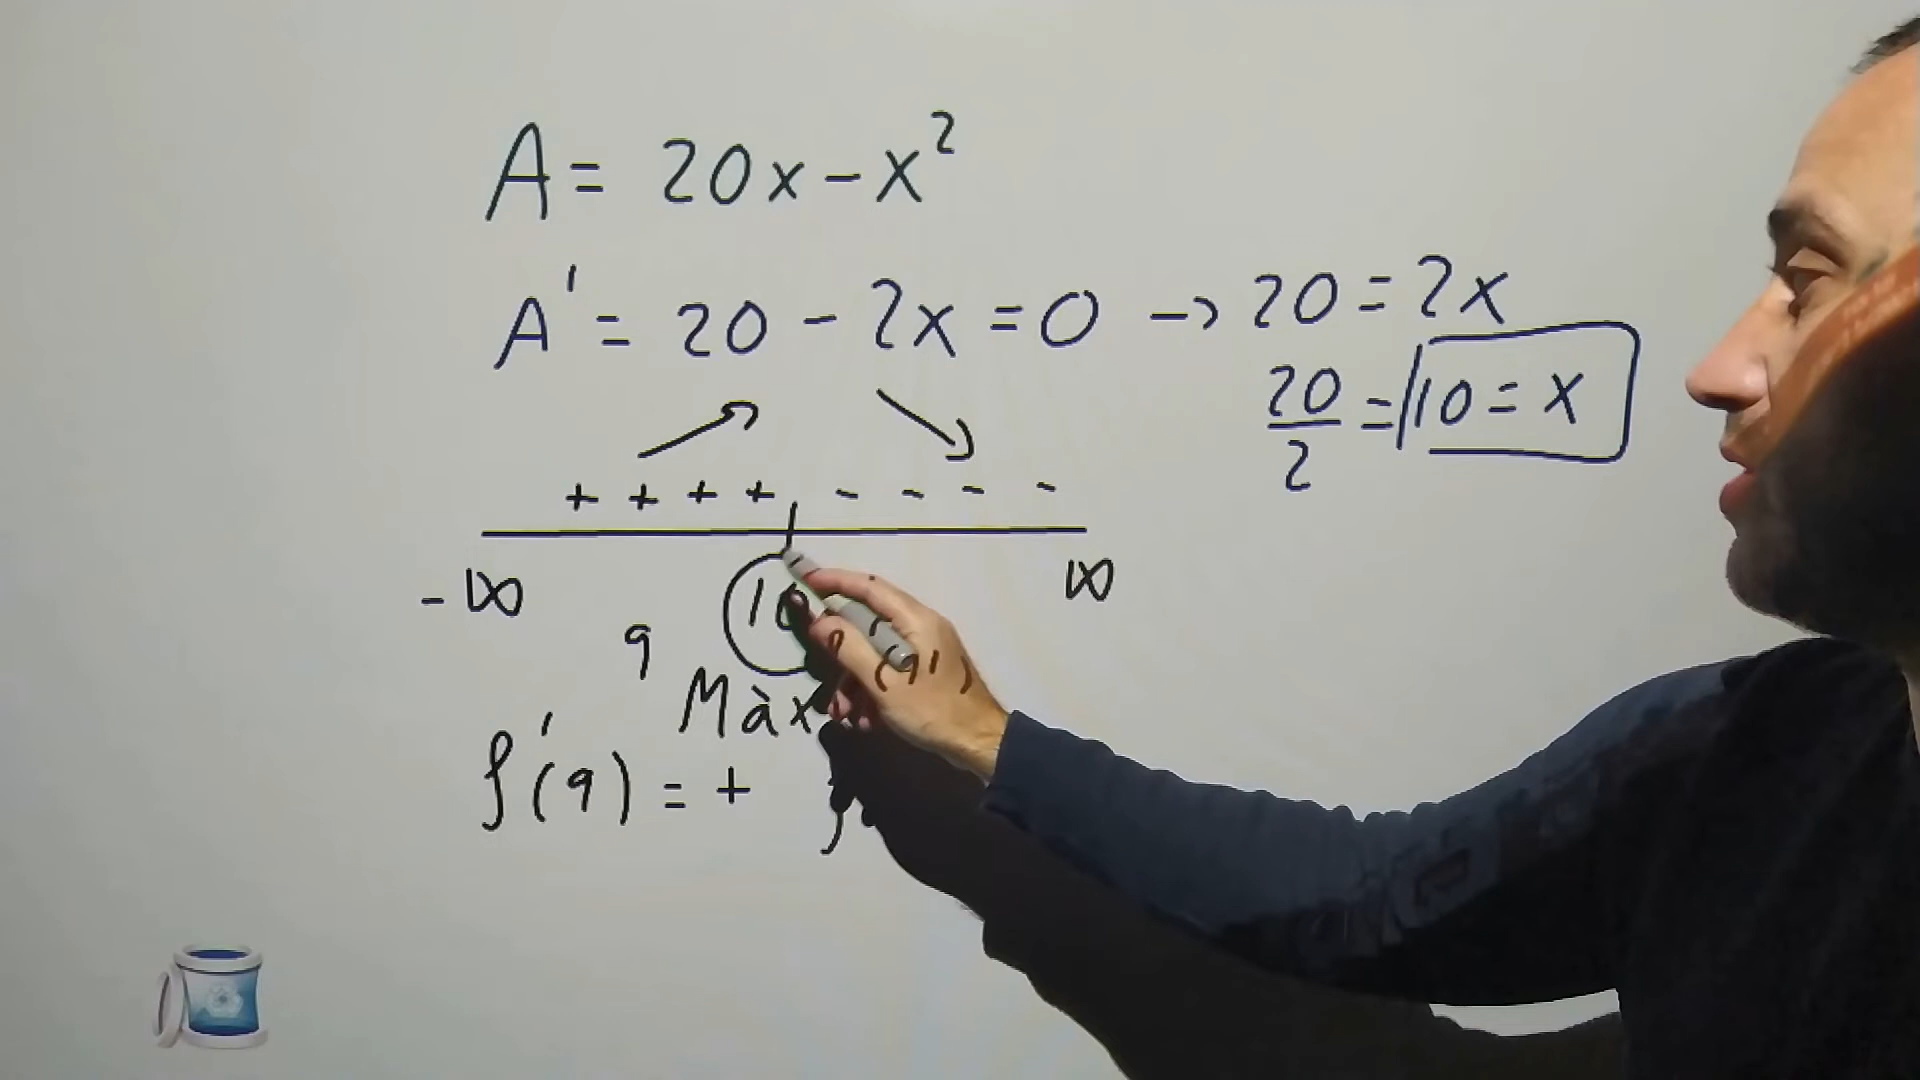 A = 20x - x²
A' = 20 - 2x = 0 → 20 = 2x
20/2 = 10 = x
+ + + + - - - -
-∞ 10 ∞
9
Màx
f'(9) = +